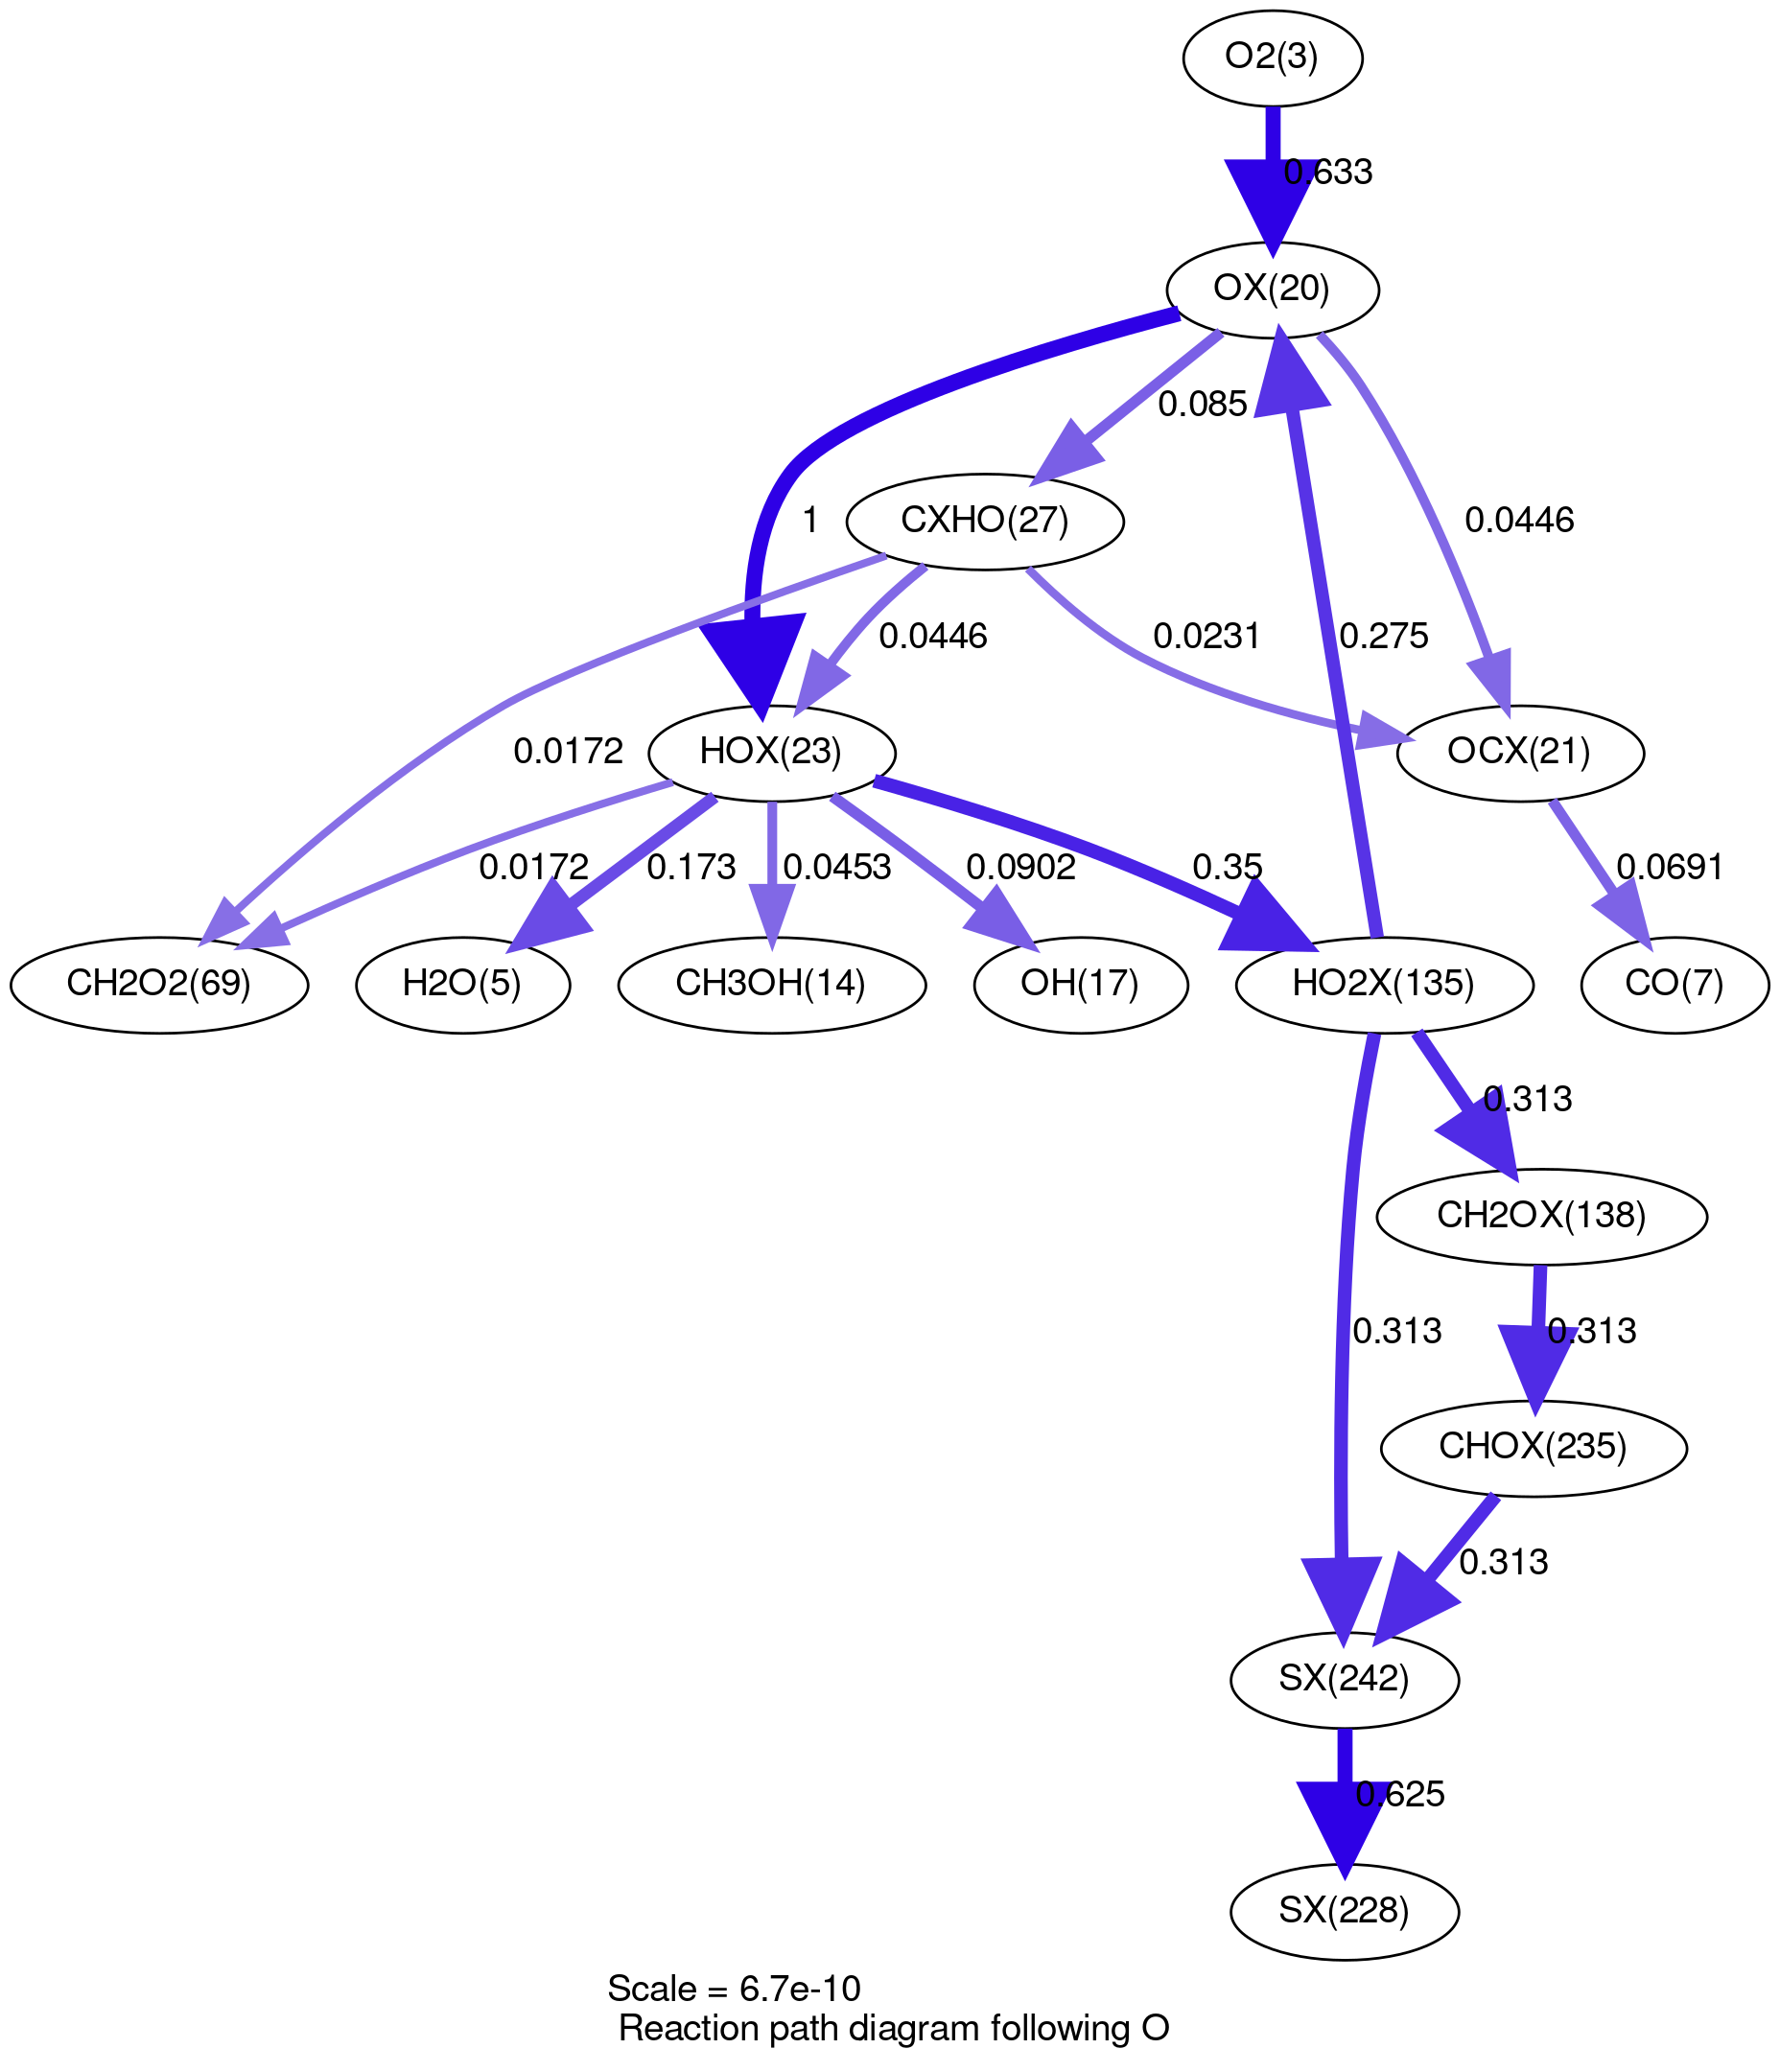 O2(3)
0.633
OX(20)
0.085
CXHO(27)
0.0446
1
0.0446
0.0231
0.275
HOX(23)
OCX(21)
0.0172
0.0172
0.173
0.0453
0.0902
0.35
0.0691
CH2O2(69)
H2O(5)
CH3OH(14)
OH(17)
HO2X(135)
CO(7)
0.313
CH2OX(138)
0.313
0.313
CHOX(235)
0.313
SX(242)
0.625
SX(228)
Scale = 6.7e-10
Reaction path diagram following O